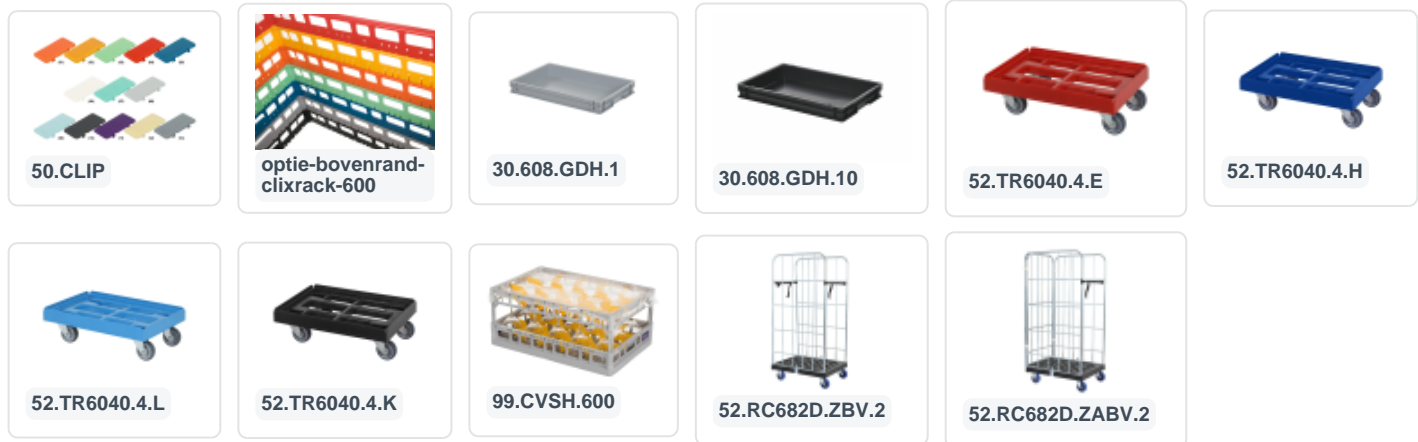 50.CLIP
optie-bovenrand-
clixrack-600
30.608.GDH.1
30.608.GDH.10
52.TR6040.4.E
52.TR6040.4.H
52.TR6040.4.L
52.TR6040.4.K
99.CVSH.600
52.RC682D.ZBV.2
52.RC682D.ZABV.2